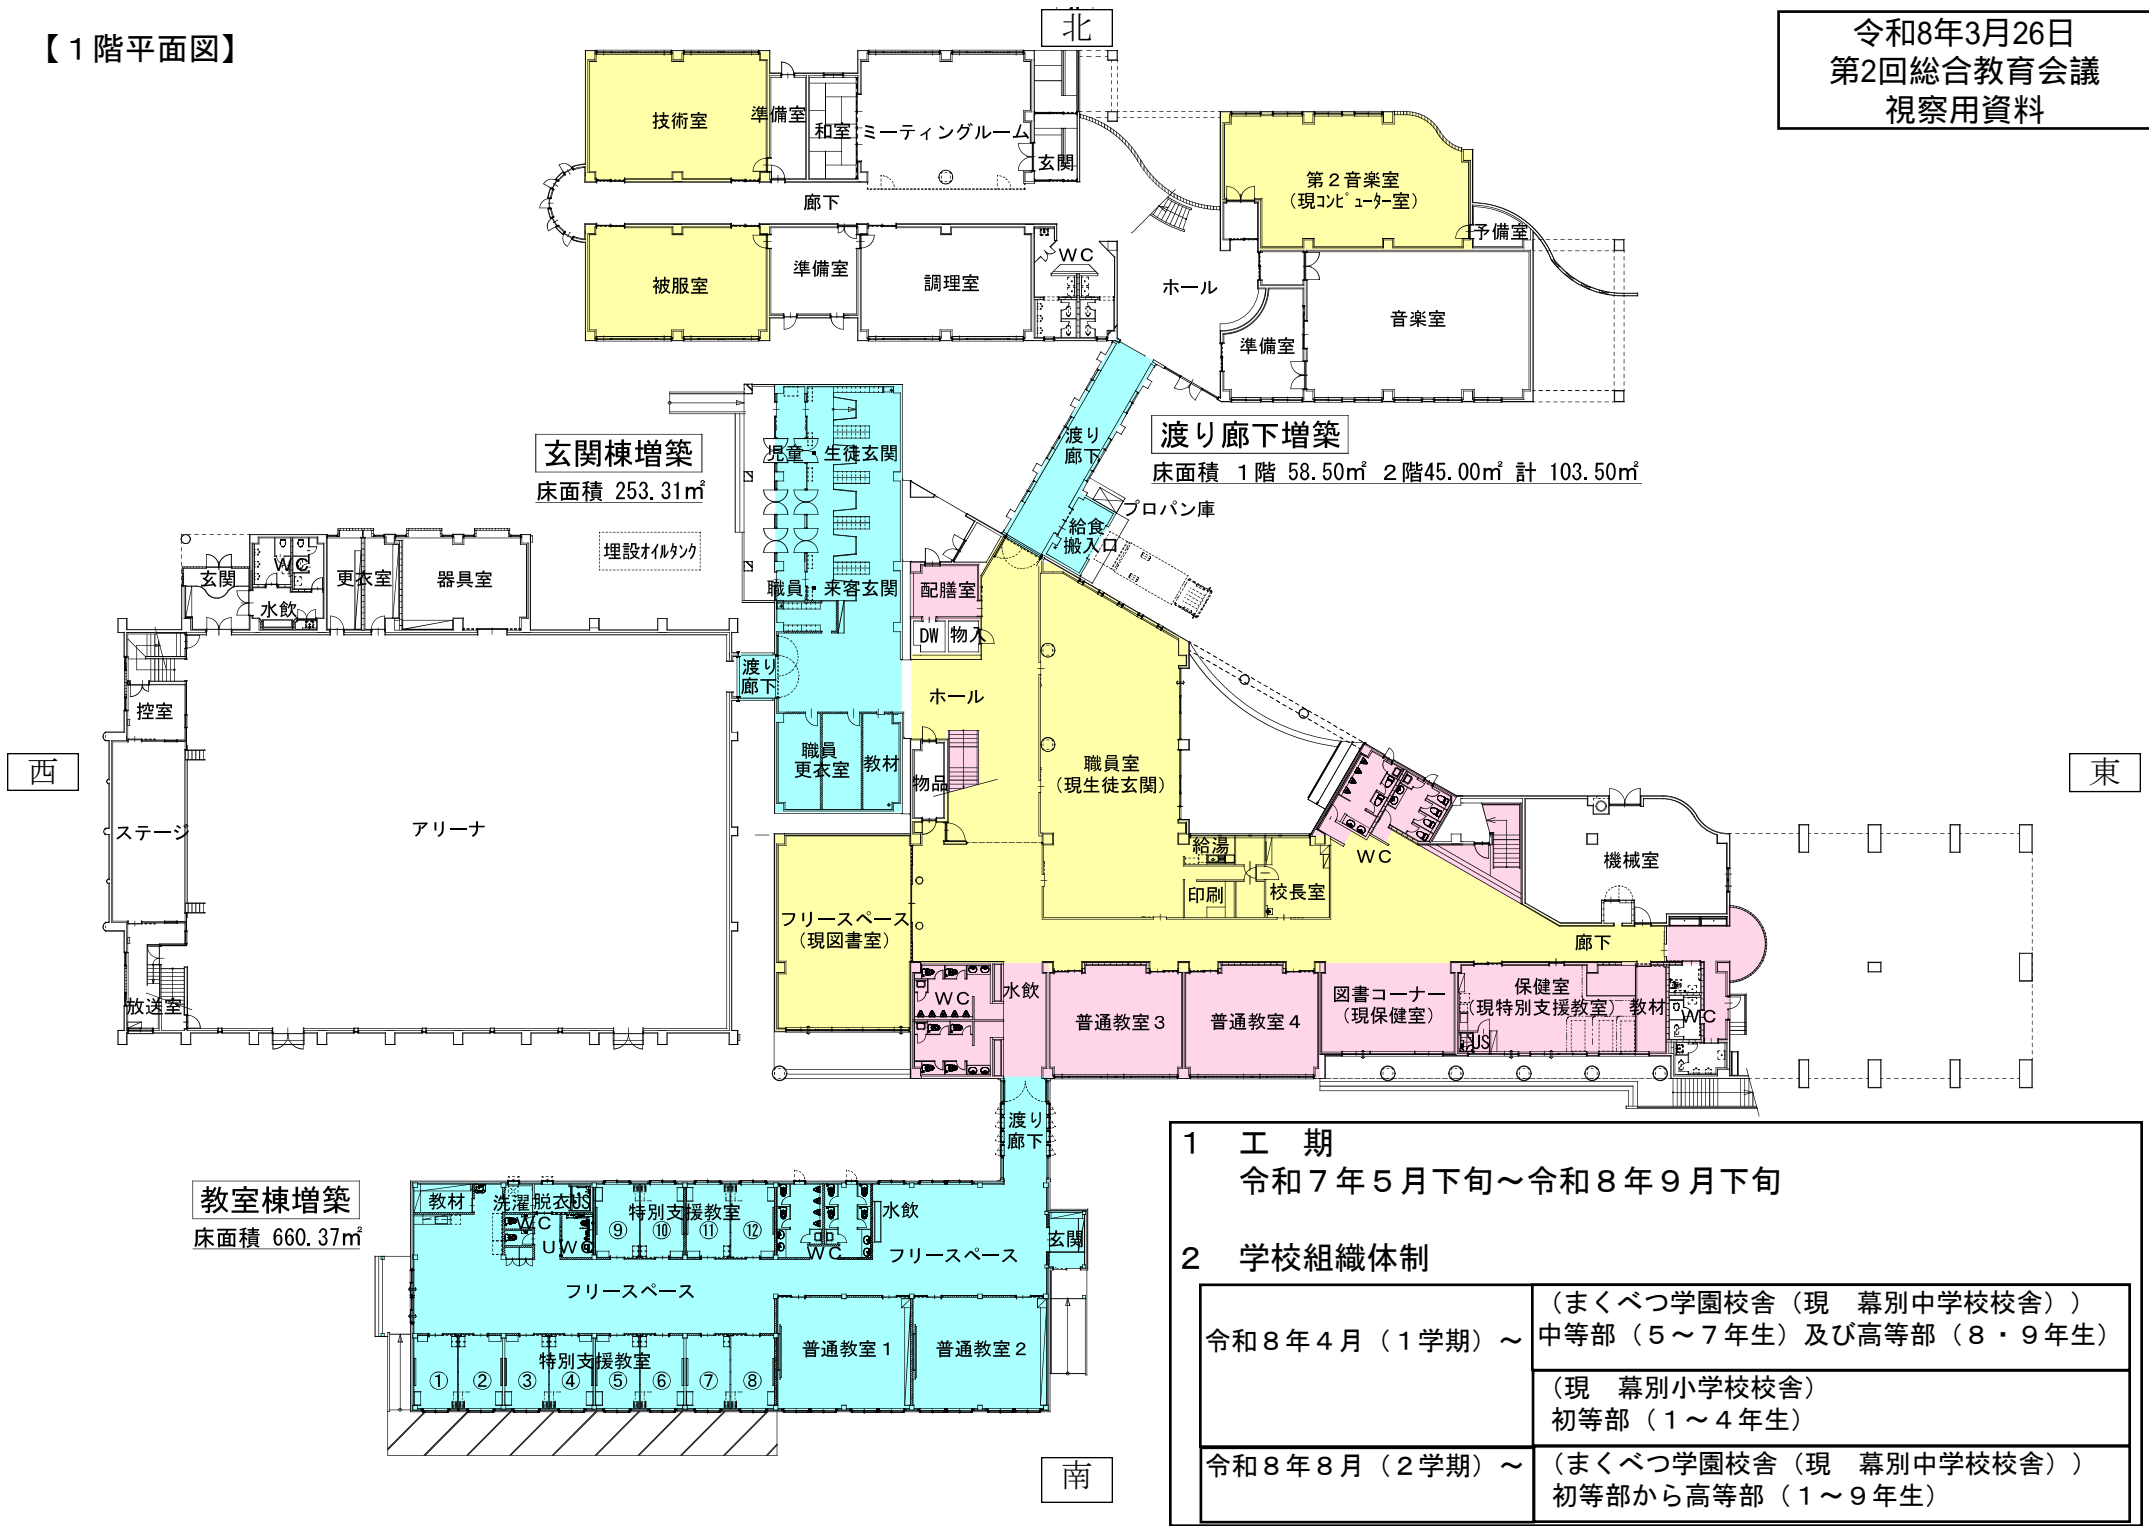 【１階平面図】
北
令和8年3月26日
第2回総合教育会議
視察用資料
技術室
準備室
和室
ミーティングルーム
玄関
第２音楽室
(現ｺﾝﾋﾟｭｰﾀｰ室)
予備室
廊下
被服室
準備室
調理室
ＷＣ
ホール
音楽室
準備室
玄関棟増築
床面積 253.31㎡
児童・生徒玄関
渡り
廊下
渡り廊下増築
床面積 １階 58.50㎡ ２階45.00㎡ 計 103.50㎡
プロパン庫
給食
搬入口
埋設ｵｲﾙﾀﾝｸ
玄関
ＷＣ
水飲
更衣室
器具室
職員・来客玄関
配膳室
DW
物入
渡り
廊下
控室
ホール
西
職員
更衣室
教材
物品
職員室
(現生徒玄関)
東
ステージ
アリーナ
給湯
ＷＣ
機械室
印刷
校長室
フリースペース
(現図書室)
廊下
放送室
ＷＣ
水飲
普通教室３
普通教室４
図書コーナー
(現保健室)
保健室
(現特別支援教室)
教材
US
ＷＣ
渡り
廊下
教室棟増築
床面積 660.37㎡
教材
洗濯
脱衣
US
ＷＣ
ＵＷＣ
特別支援教室
⑨
⑩
⑪
⑫
ＷＣ
水飲
フリースペース
玄関
フリースペース
特別支援教室
①
②
③
④
⑤
⑥
⑦
⑧
普通教室１
普通教室２
南
１　工　期
令和７年５月下旬～令和８年９月下旬
２　学校組織体制
令和８年４月（１学期）～
（まくべつ学園校舎（現　幕別中学校校舎））
中等部（５～７年生）及び高等部（８・９年生）
（現　幕別小学校校舎）
初等部（１～４年生）
令和８年８月（２学期）～
（まくべつ学園校舎（現　幕別中学校校舎））
初等部から高等部（１～９年生）